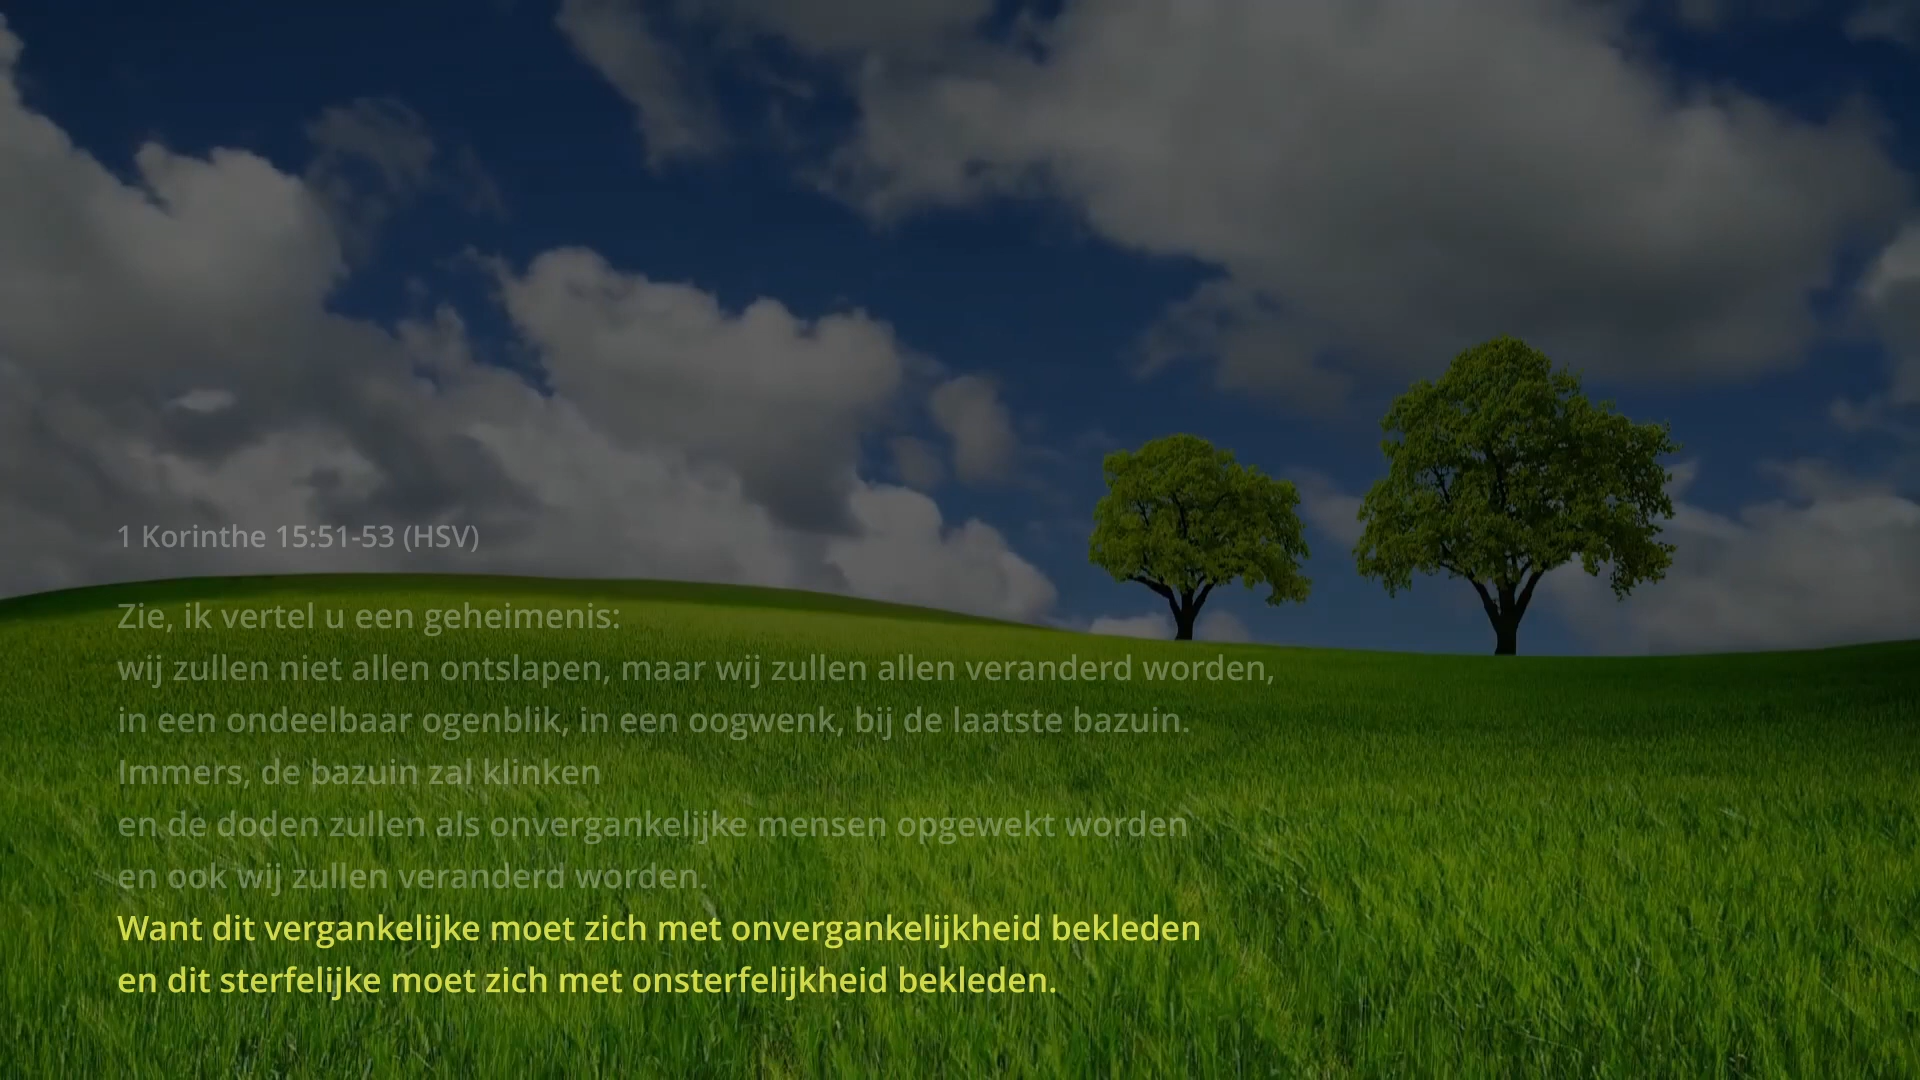 1 Korinthe 15:51-53 (HSV)
Zie, ik vertel u een geheimenis:
wij zullen niet allen ontslapen, maar wij zullen allen veranderd worden,
in een ondeelbaar ogenblik, in een oogwenk, bij de laatste bazuin.
Immers, de bazuin zal klinken
en de doden zullen als onvergankelijke mensen opgewekt worden
en ook wij zullen veranderd worden.
Want dit vergankelijke moet zich met onvergankelijkheid bekleden
en dit sterfelijke moet zich met onsterfelijkheid bekleden.